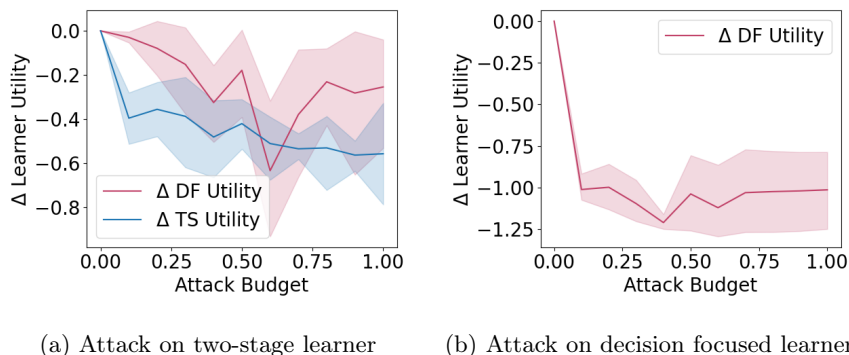 0.0
−0.2
−0.4
−0.6
−0.8
Δ Learner Utility
Δ DF Utility
Δ TS Utility
0.00 0.25 0.50 0.75 1.00
Attack Budget
(a) Attack on two-stage learner
0.00
−0.25
−0.50
−0.75
−1.00
−1.25
Δ Learner Utility
Δ DF Utility
0.00 0.25 0.50 0.75 1.00
Attack Budget
(b) Attack on decision focused learner